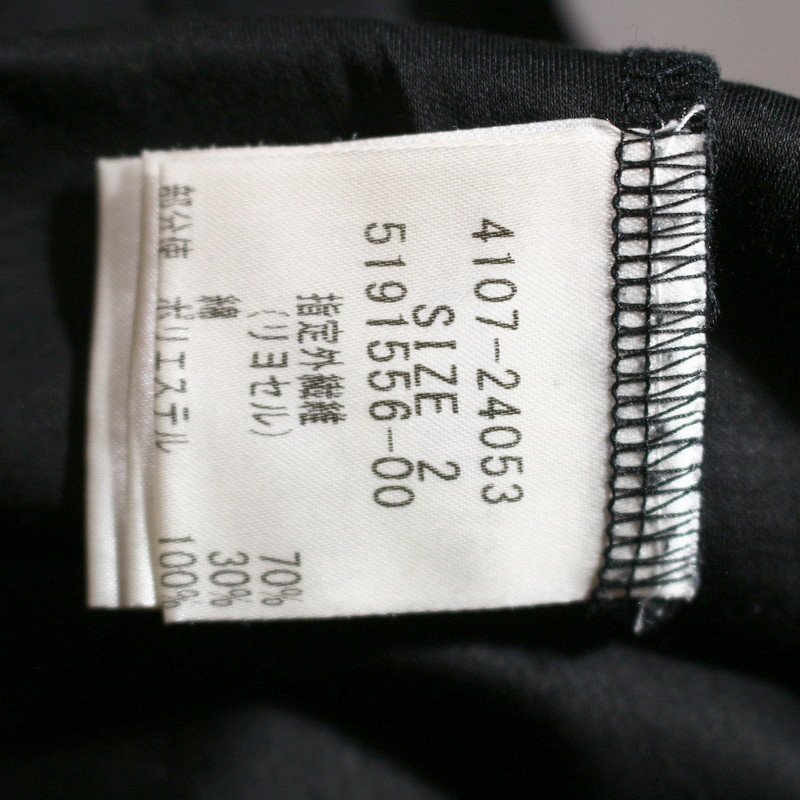 4107-24053
SIZE 2
5191556-00
指定外繊維
(リヨセル) 70%
綿 30%
部分使 ポリエステル 100%